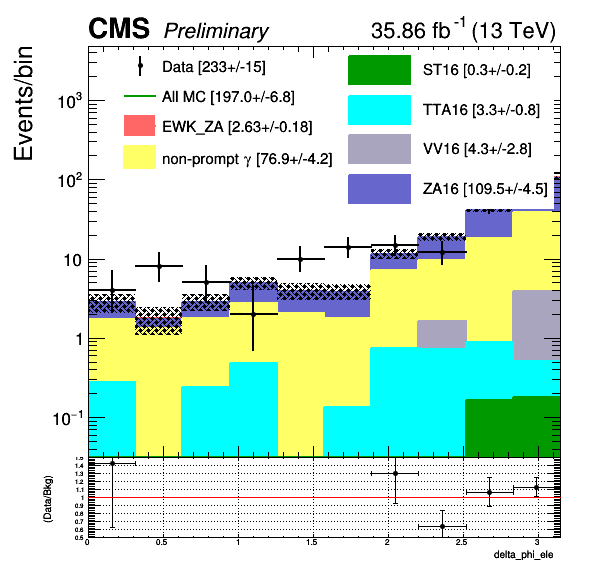 CMS Preliminary 35.86 fb⁻¹ (13 TeV)
Events/bin
Data [233+/-15]
All MC [197.0+/-6.8]
EWK_ZA [2.63+/-0.18]
non-prompt γ [76.9+/-4.2]
ST16 [0.3+/-0.2]
TTA16 [3.3+/-0.8]
VV16 [4.3+/-2.8]
ZA16 [109.5+/-4.5]
10³
10²
10
1
10⁻¹
(Data/Bkg)
1.5
1.4
1.3
1.2
1.1
1
0.9
0.8
0.7
0.6
0.5
0 0.5 1 1.5 2 2.5 3
delta_phi_ele